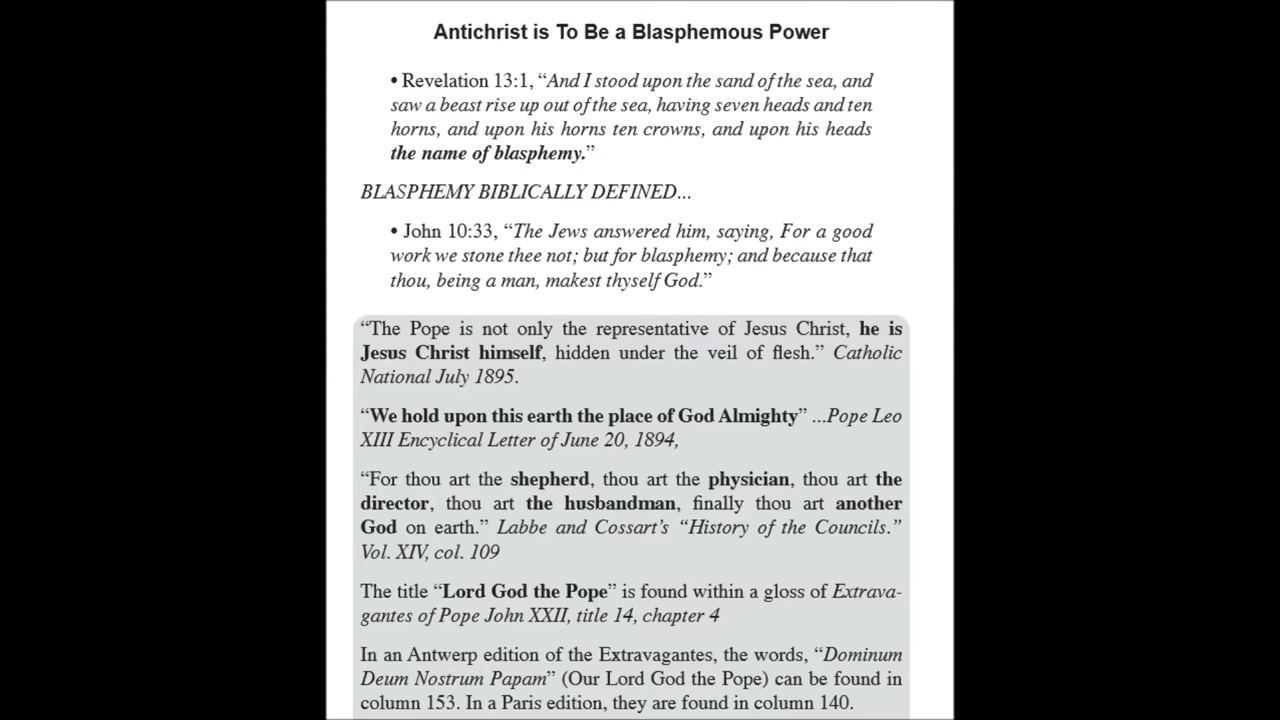 Antichrist is To Be a Blasphemous Power
• Revelation 13:1, “And I stood upon the sand of the sea, and
saw a beast rise up out of the sea, having seven heads and ten
horns, and upon his horns ten crowns, and upon his heads
the name of blasphemy.”
BLASPHEMY BIBLICALLY DEFINED...
• John 10:33, “The Jews answered him, saying, For a good
work we stone thee not; but for blasphemy; and because that
thou, being a man, makest thyself God.”
“The Pope is not only the representative of Jesus Christ, he is
Jesus Christ himself, hidden under the veil of flesh.” Catholic
National July 1895.
“We hold upon this earth the place of God Almighty” ...Pope Leo
XIII Encyclical Letter of June 20, 1894,
“For thou art the shepherd, thou art the physician, thou art the
director, thou art the husbandman, finally thou art another
God on earth.” Labbe and Cossart’s “History of the Councils.”
Vol. XIV, col. 109
The title “Lord God the Pope” is found within a gloss of Extrava-
gantes of Pope John XXII, title 14, chapter 4
In an Antwerp edition of the Extravagantes, the words, “Dominum
Deum Nostrum Papam” (Our Lord God the Pope) can be found in
column 153. In a Paris edition, they are found in column 140.